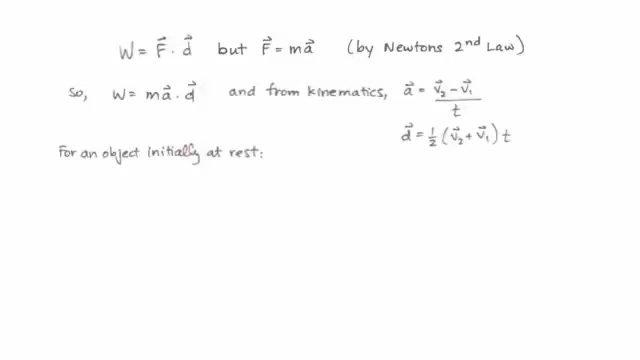 W = F⃗ · d⃗ but F⃗ = ma⃗ (by Newtons 2nd Law)
So, W = ma⃗ · d⃗ and from kinematics, a⃗ = (v⃗₂ − v⃗₁)/t
d⃗ = ½ (v⃗₂ + v⃗₁) t
For an object initially at rest: